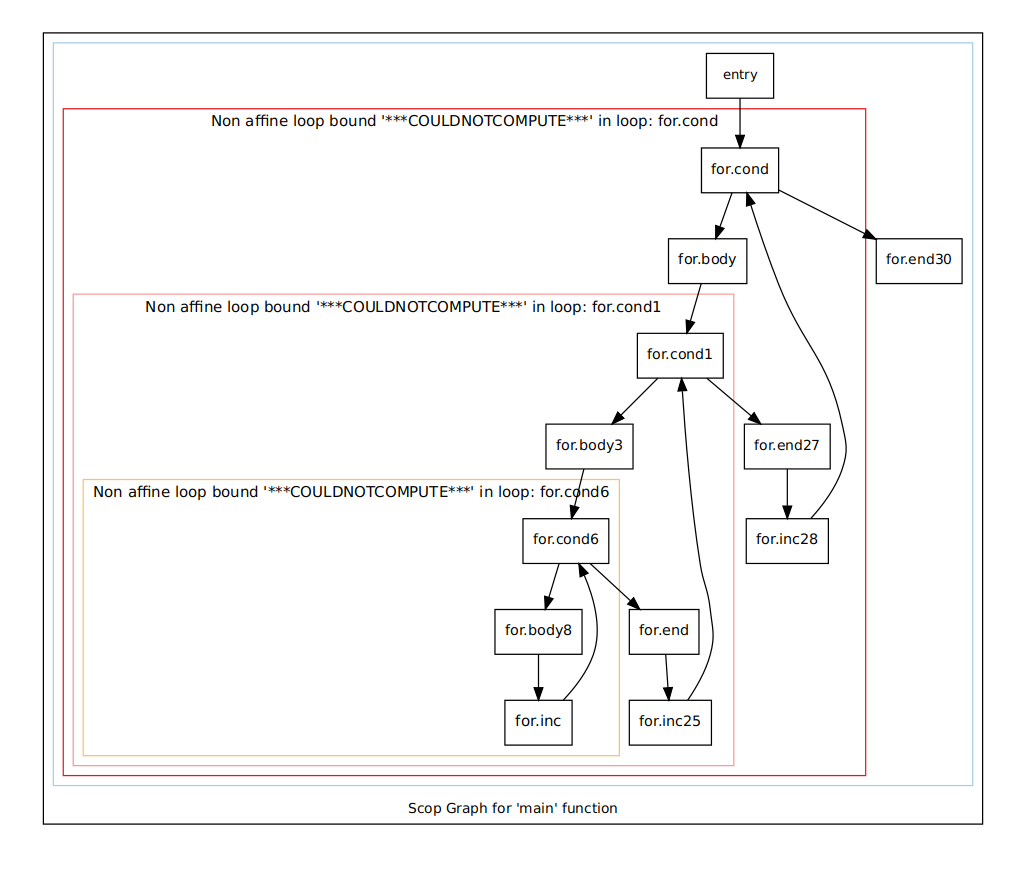 entry
Non affine loop bound '***COULDNOTCOMPUTE***' in loop: for.cond
for.cond
for.body
for.end30
Non affine loop bound '***COULDNOTCOMPUTE***' in loop: for.cond1
for.cond1
for.body3
for.end27
Non affine loop bound '***COULDNOTCOMPUTE***' in loop: for.cond6
for.cond6
for.inc28
for.body8
for.end
for.inc
for.inc25
Scop Graph for 'main' function